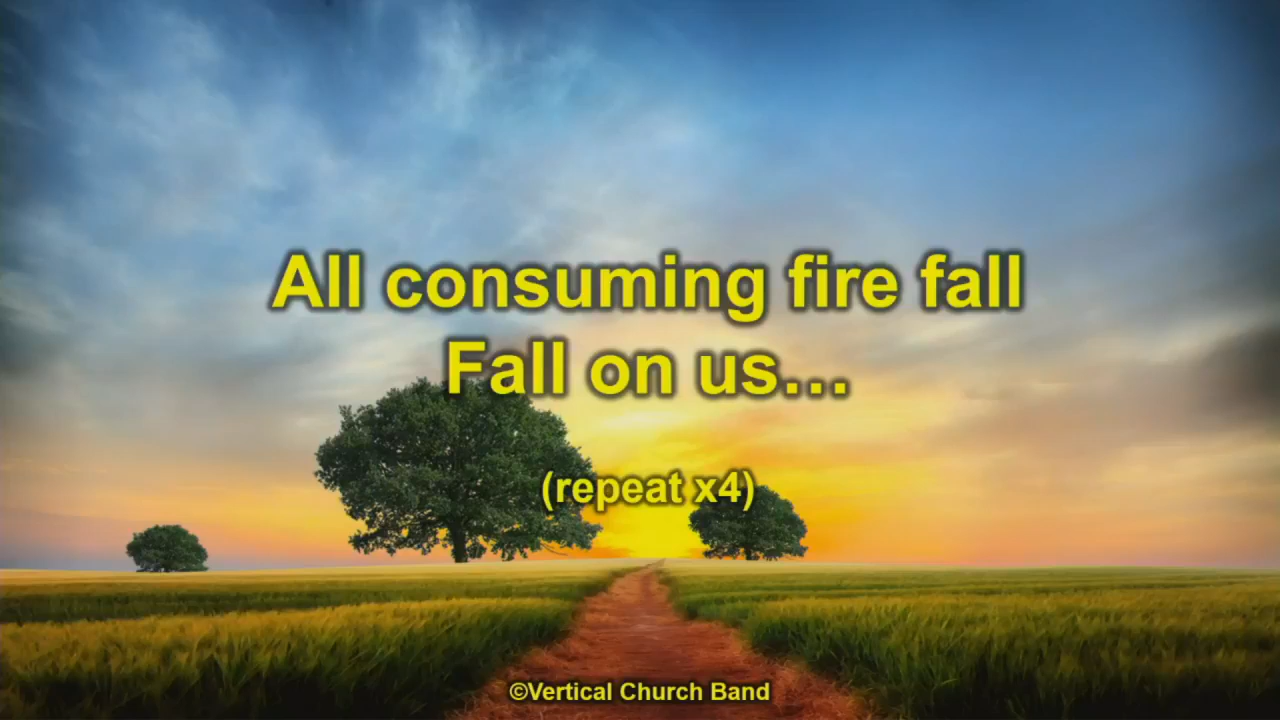 All consuming fire fall
Fall on us…
(repeat x4)
©Vertical Church Band